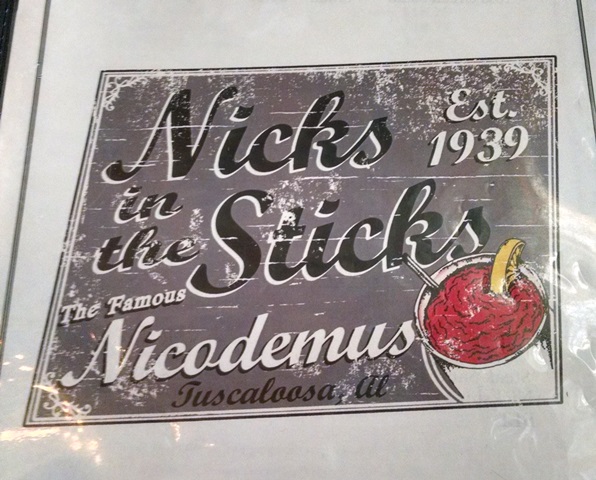 Nicks
in
the Sticks
Est.
1939
The Famous
Nicodemus
Tuscaloosa, Al